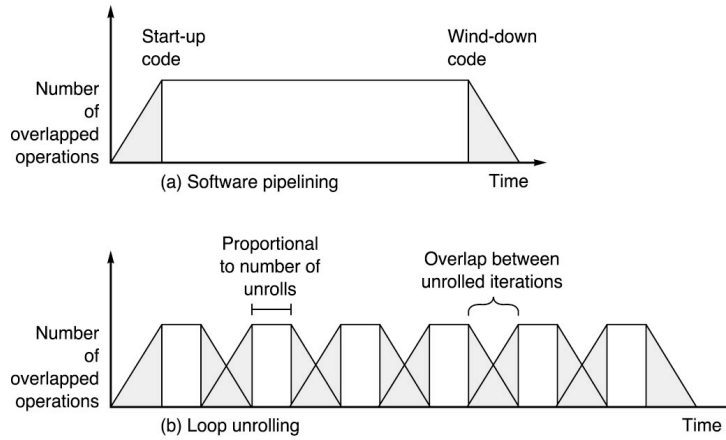 Start-up
code
Wind-down
code
Number
of
overlapped
operations
(a) Software pipelining
Time
Proportional
to number of
unrolls
Overlap between
unrolled iterations
Number
of
overlapped
operations
(b) Loop unrolling
Time